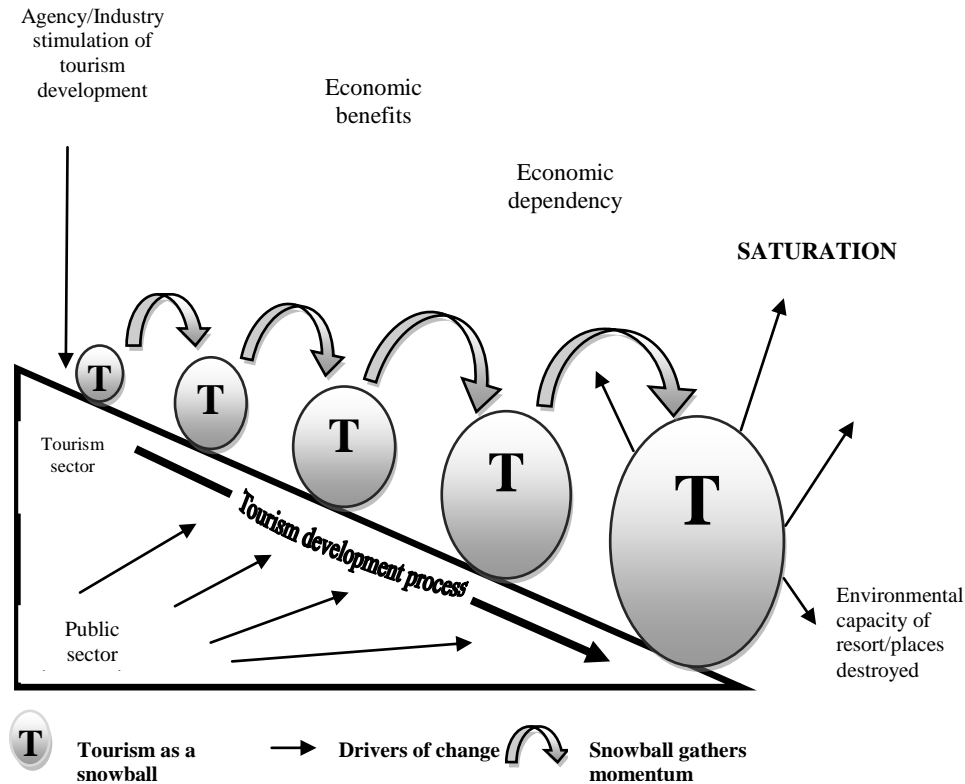 Agency/Industry
stimulation of
tourism
development
Economic
benefits
Economic
dependency
SATURATION
T
T
T
T
T
Tourism
sector
Tourism development process
Public
sector
Environmental
capacity of
resort/places
destroyed
T
Tourism as a
snowball
Drivers of change
Snowball gathers
momentum